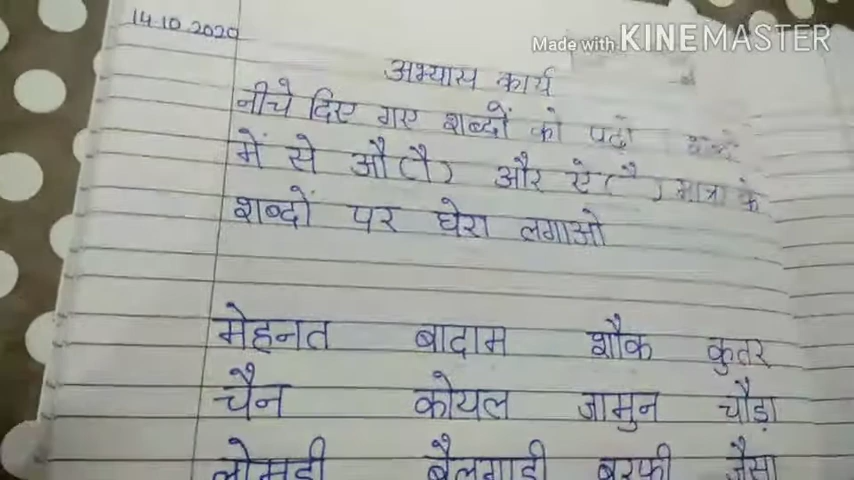 14.10.2020
Made with KINEMASTER
अभ्यास कार्य
नीचे दिए गए शब्दों को पढ़ो
में से औ(ौ) और ऐ(ै) मात्रा के
शब्दों पर घेरा लगाओ
मेहनत बादाम शौक कुतर
चैन कोयल जामुन चौड़ा
लोमडी बैलगाडी बरफी जैसा